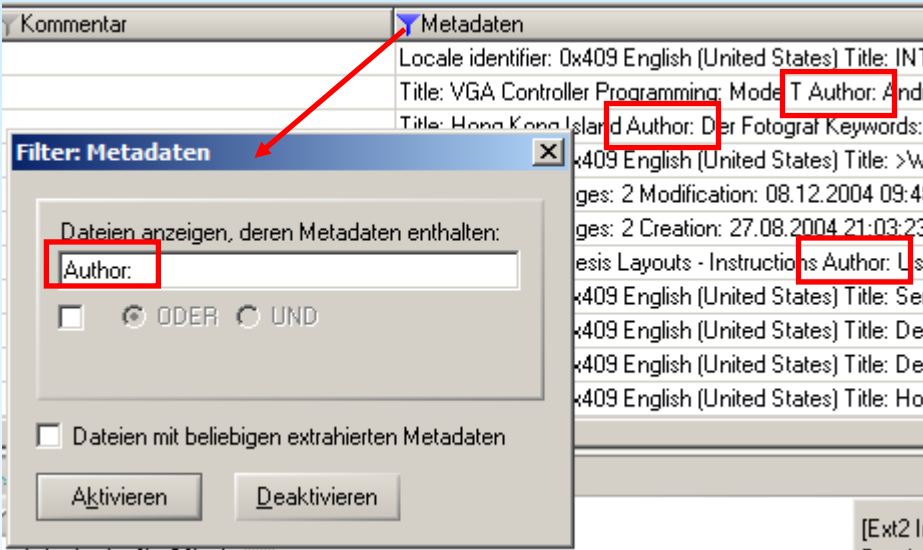 Kommentar Metadaten
Locale identifier: 0x409 English (United States) Title:
Title: VGA Controller Programming: Mode T Author:
Title: Hong Kong Island Author: Der Fotograf Keywords:
Filter: Metadaten
x409 English (United States) Title: >W
ges: 2 Modification: 08.12.2004 09:4
Dateien anzeigen, deren Metadaten enthalten:
ges: 2 Creation: 27.08.2004 21:03:23
Author:
esis Layouts - Instructions Author: Us
ODER UND
x409 English (United States) Title: Se
x409 English (United States) Title: De
x409 English (United States) Title: De
x409 English (United States) Title: Ho
Dateien mit beliebigen extrahierten Metadaten
Aktivieren Deaktivieren
[Ext2